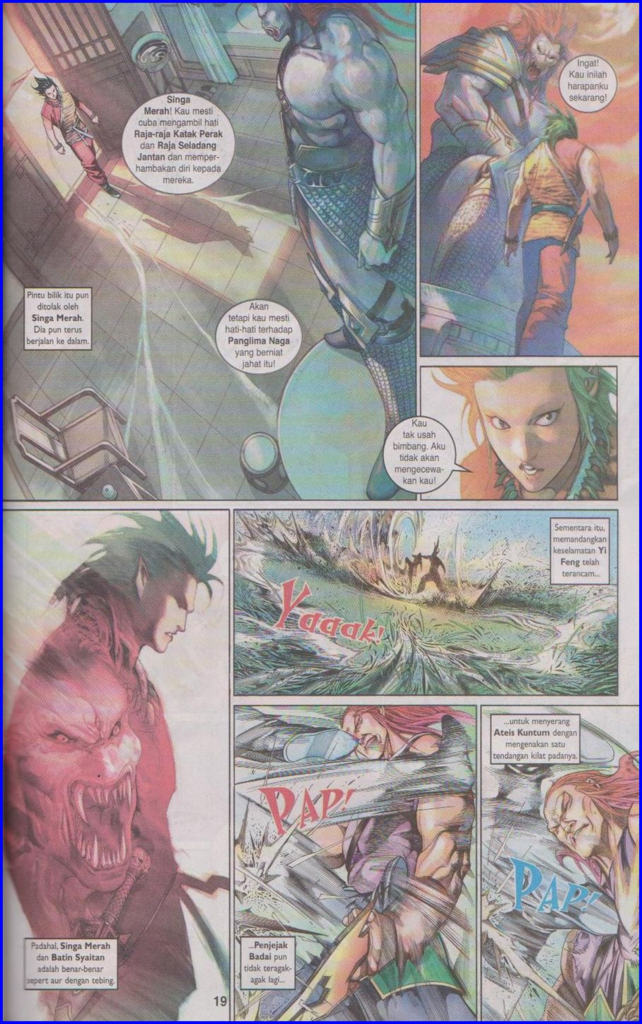 Singa
Merah! Kau mesti
cuba mengambil hati
Raja-raja Katak Perak
dan Raja Seladang
Jantan dan memper-
hambakan diri kepada
mereka.
Ingat!
Kau inilah
harapanku
sekarang!
Pintu bilik itu pun
ditolak oleh
Singa Merah.
Dia pun terus
berjalan ke dalam.
Akan
tetapi kau mesti
hati-hati terhadap
Panglima Naga
yang berniat
jahat itu!
Kau
tak usah
bimbang. Aku
tidak akan
mengecewa-
kan kau!
Padahal, Singa Merah
dan Batin Syaitan
adalah benar-benar
seperti aur dengan tebing.
Sementara itu,
memandangkan
keselamatan Yi
Feng telah
terancam...
Yaaak!
PAP!
...Penjejak
Badai pun
tidak teragak-
agak lagi...
...untuk menyerang
Ateis Kuntum dengan
mengenakan satu
tendangan kilat padanya.
PAP!
19